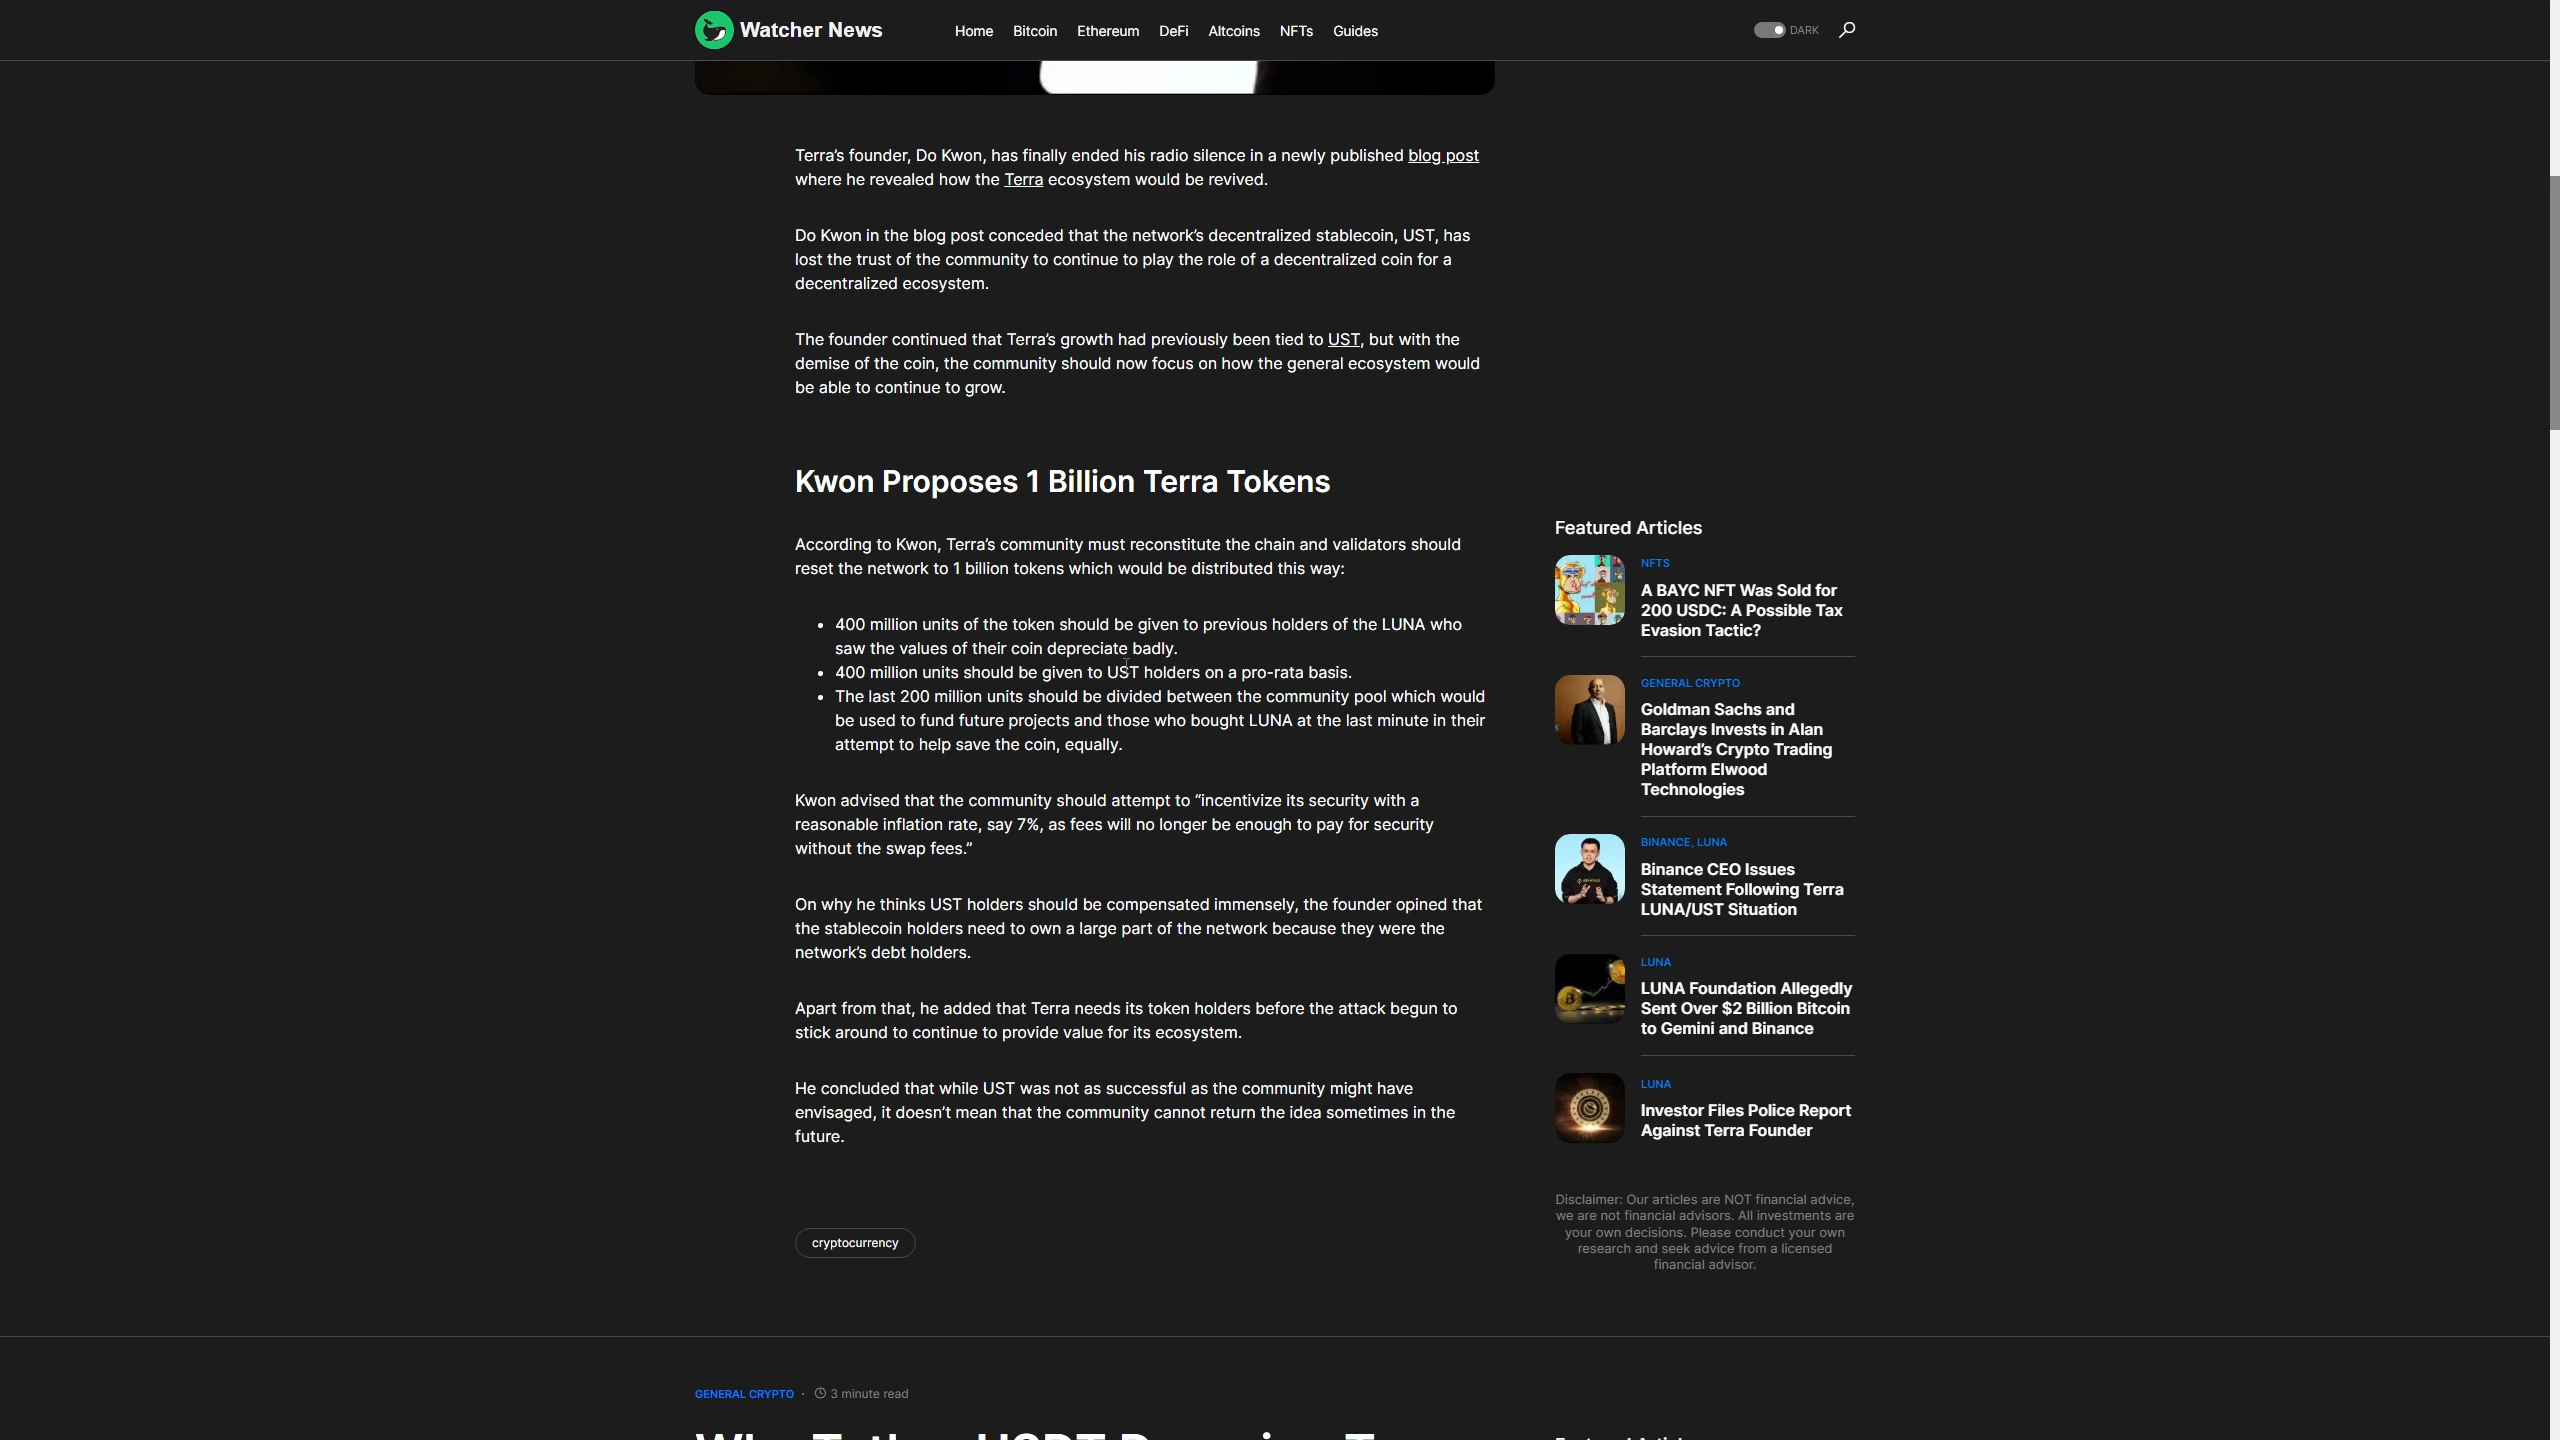 Watcher News
Home Bitcoin Ethereum DeFi Altcoins NFTs Guides
DARK
Terra's founder, Do Kwon, has finally ended his radio silence in a newly published blog post
where he revealed how the Terra ecosystem would be revived.
Do Kwon in the blog post conceded that the network's decentralized stablecoin, UST, has
lost the trust of the community to continue to play the role of a decentralized coin for a
decentralized ecosystem.
The founder continued that Terra's growth had previously been tied to UST, but with the
demise of the coin, the community should now focus on how the general ecosystem would
be able to continue to grow.
Kwon Proposes 1 Billion Terra Tokens
According to Kwon, Terra's community must reconstitute the chain and validators should
reset the network to 1 billion tokens which would be distributed this way:
• 400 million units of the token should be given to previous holders of the LUNA who
saw the values of their coin depreciate badly.
• 400 million units should be given to UST holders on a pro-rata basis.
• The last 200 million units should be divided between the community pool which would
be used to fund future projects and those who bought LUNA at the last minute in their
attempt to help save the coin, equally.
Kwon advised that the community should attempt to “incentivize its security with a
reasonable inflation rate, say 7%, as fees will no longer be enough to pay for security
without the swap fees.”
On why he thinks UST holders should be compensated immensely, the founder opined that
the stablecoin holders need to own a large part of the network because they were the
network's debt holders.
Apart from that, he added that Terra needs its token holders before the attack begun to
stick around to continue to provide value for its ecosystem.
He concluded that while UST was not as successful as the community might have
envisaged, it doesn't mean that the community cannot return the idea sometimes in the
future.
cryptocurrency
Featured Articles
NFTS
A BAYC NFT Was Sold for
200 USDC: A Possible Tax
Evasion Tactic?
GENERAL CRYPTO
Goldman Sachs and
Barclays Invests in Alan
Howard's Crypto Trading
Platform Elwood
Technologies
BINANCE, LUNA
Binance CEO Issues
Statement Following Terra
LUNA/UST Situation
LUNA
LUNA Foundation Allegedly
Sent Over $2 Billion Bitcoin
to Gemini and Binance
LUNA
Investor Files Police Report
Against Terra Founder
Disclaimer: Our articles are NOT financial advice,
we are not financial advisors. All investments are
your own decisions. Please conduct your own
research and seek advice from a licensed
financial advisor.
GENERAL CRYPTO · 3 minute read